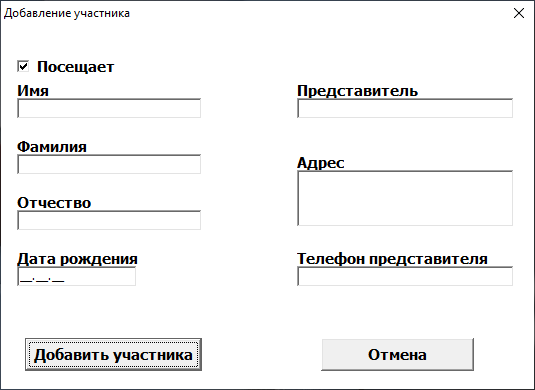 Добавление участника
Посещает
Имя
Представитель
Фамилия
Адрес
Отчество
Дата рождения
__.__.__
Телефон представителя
Добавить участника
Отмена